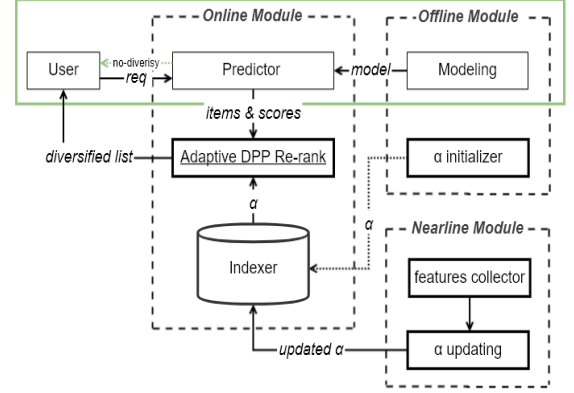 Online Module
Offline Module
User
no-diverisy
req
Predictor
model
Modeling
items & scores
diversified list
Adaptive DPP Re-rank
α initializer
α
α
Nearline Module
Indexer
features collector
updated α
α updating